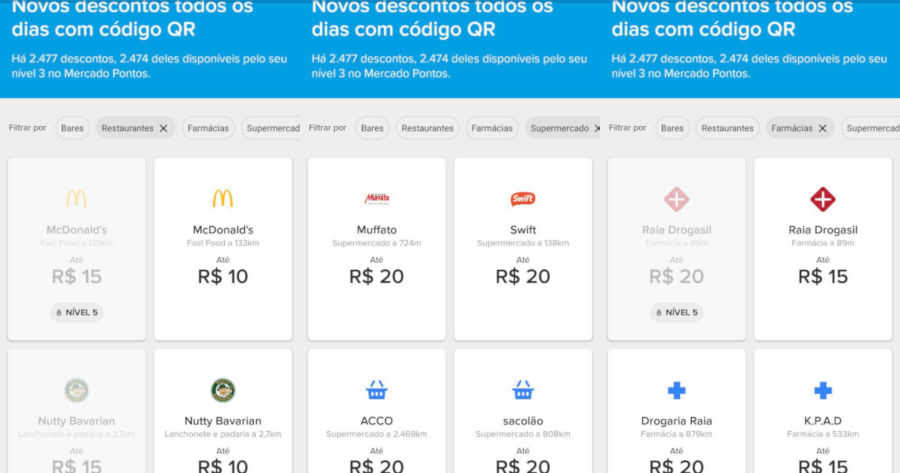 Novos descontos todos os
dias com código QR
Há 2.477 descontos, 2.474 deles disponíveis pelo seu
nível 3 no Mercado Pontos.
Filtrar por
Bares
Restaurantes
Farmácias
Supermercad
McDonald's
Fast Food a 133km
Até
R$ 15
NÍVEL 5
McDonald's
Fast Food a 133km
Até
R$ 10
Nutty Bavarian
Lanchonete e padaria a 2,7km
Até
R$ 15
Nutty Bavarian
Lanchonete e padaria a 2,7km
Até
R$ 10
Novos descontos todos os
dias com código QR
Há 2.477 descontos, 2.474 deles disponíveis pelo seu
nível 3 no Mercado Pontos.
Filtrar por
Bares
Restaurantes
Farmácias
Supermercado
Muffato
Muffato
Supermercado a 724m
Até
R$ 20
Swift
Swift
Supermercado a 138km
Até
R$ 20
ACCO
Supermercado a 2.469km
Até
R$ 20
sacolão
Supermercado a 808km
Até
R$ 20
Novos descontos todos os
dias com código QR
Há 2.477 descontos, 2.474 deles disponíveis pelo seu
nível 3 no Mercado Pontos.
Filtrar por
Bares
Restaurantes
Farmácias
Supermercad
Raia Drogasil
Farmácia a 89m
Até
R$ 20
NÍVEL 5
Raia Drogasil
Farmácia a 89m
Até
R$ 15
Drogaria Raia
Farmácia a 879km
Até
R$ 20
K.P.A.D
Farmácia a 533km
Até
R$ 15